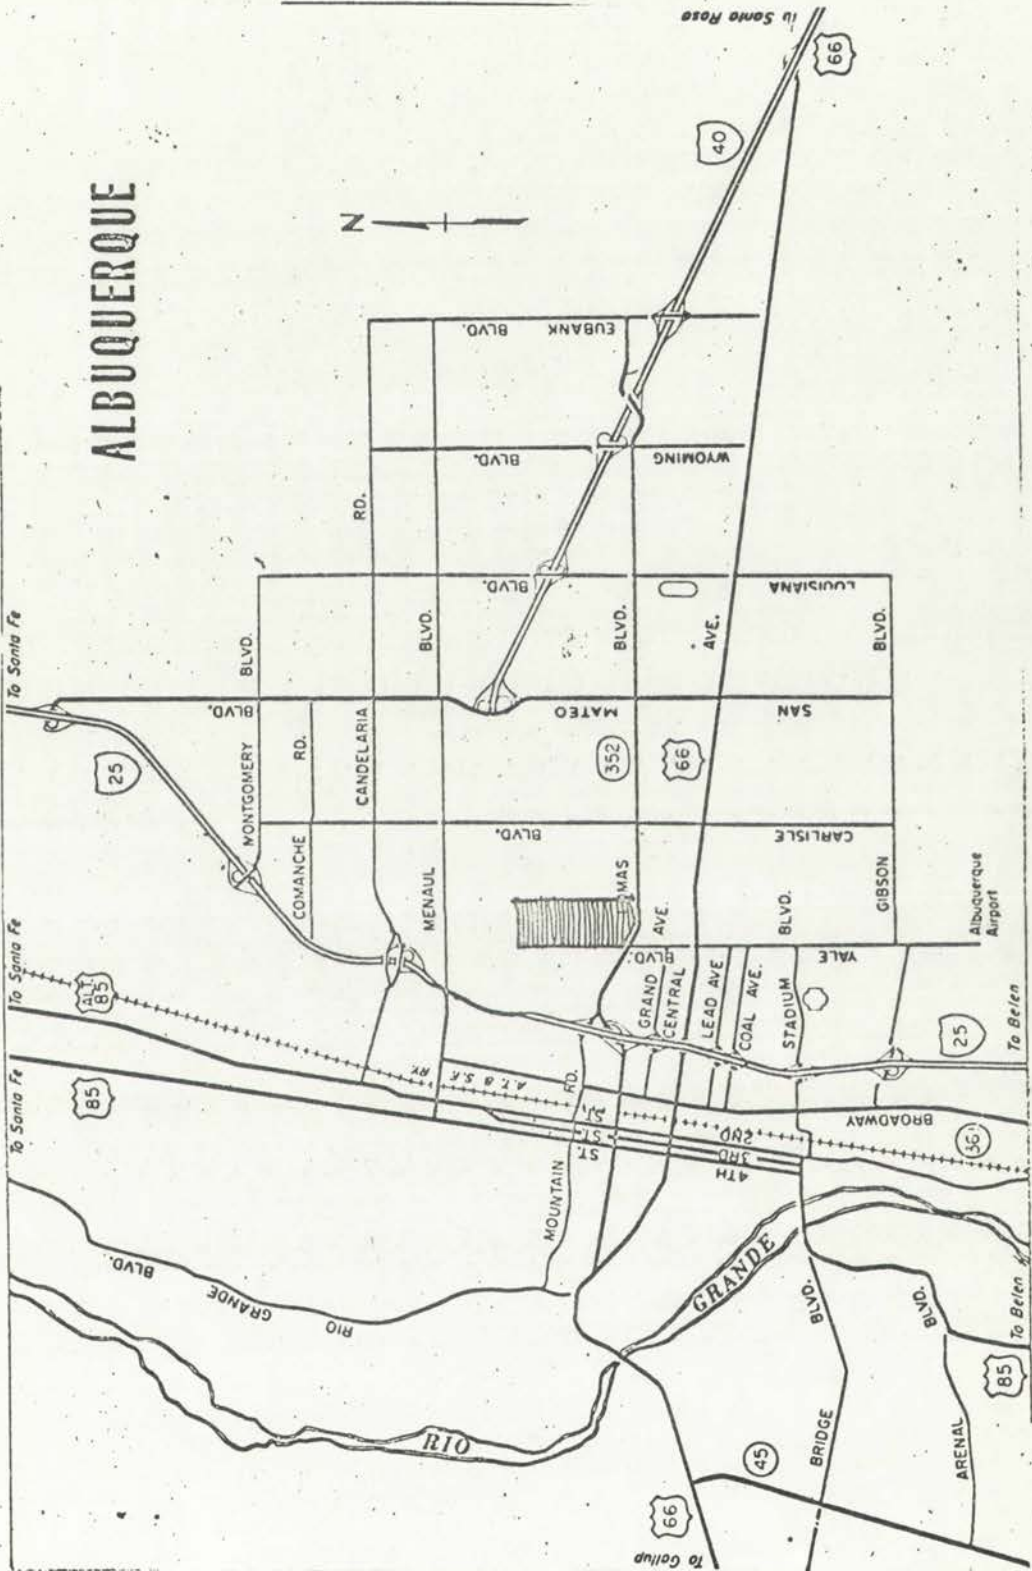 ALBUQUERQUE
N
To Santa Fe
To Santa Fe
To Santa Fe
Santa Rosa
66
40
25
ALT. 85
85
MONTGOMERY BLVD.
COMANCHE RD.
CANDELARIA RD.
MENAUL BLVD.
BLVD.
BLVD.
BLVD.
BLVD.
EUBANK BLVD.
WYOMING
LOUISIANA
SAN MATEO
CARLISLE
352
66
BLVD.
AVE.
MAS
AVE.
BLVD.
YALE
GRAND
CENTRAL
LEAD AVE
COAL AVE.
STADIUM BLVD.
GIBSON BLVD.
Albuquerque
Airport
A.T. & S.F. RY.
MOUNTAIN RD.
ST.
ST.
ST.
2ND
3RD
4TH
BROADWAY
25
To Belen
RIO GRANDE BLVD.
RIO GRANDE
BRIDGE BLVD.
ARENAL BLVD.
85
To Belen
45
66
To Gallup